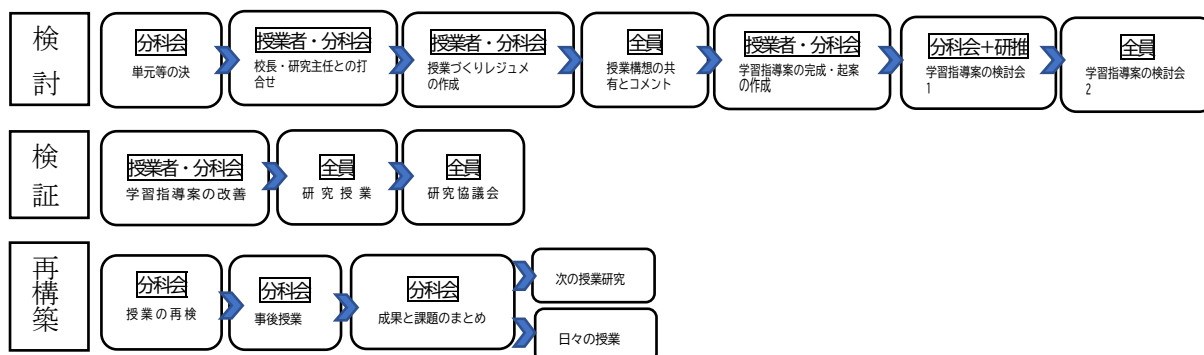 検
討
分科会
単元等の決
授業者・分科会
校長・研究主任との打
合せ
授業者・分科会
授業づくりレジュメ
の作成
全員
授業構想の共
有とコメント
授業者・分科会
学習指導案の完成・起案
の作成
分科会+研推
学習指導案の検討会
1
全員
学習指導案の検討会
2
検
証
授業者・分科会
学習指導案の改善
全員
研究授業
全員
研究協議会
再
構
築
分科会
授業の再検
分科会
事後授業
分科会
成果と課題のまとめ
次の授業研究
日々の授業